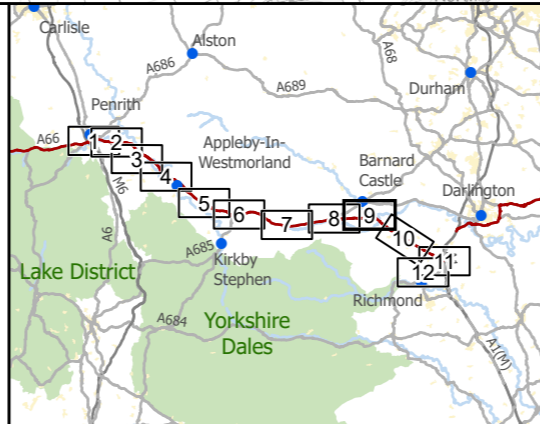 Carlisle
Alston
A68
A686
A689
Durham
Penrith
A66
1
2
Appleby-In-
Westmorland
3
M6
4
Barnard
Castle
Darlington
5
6
7
8
9
10
A6
A685
Kirkby
Stephen
11
12
Lake District
Richmond
A684
Yorkshire
Dales
A1(M)